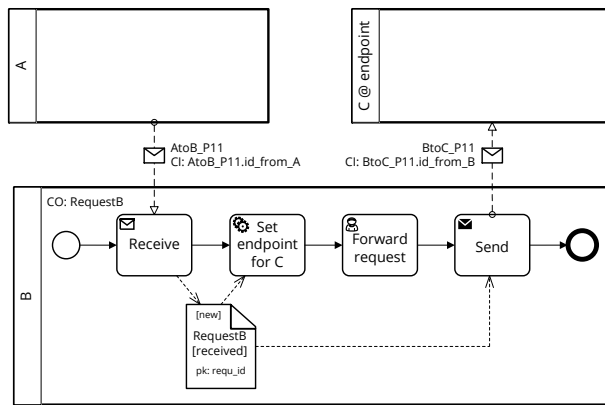 A
C @ endpoint
AtoB_P11
CI: AtoB_P11.id_from_A
BtoC_P11
CI: BtoC_P11.id_from_B
B
CO: RequestB
Receive
Set
endpoint
for C
Forward
request
Send
[new]
RequestB
[received]
pk: requ_id